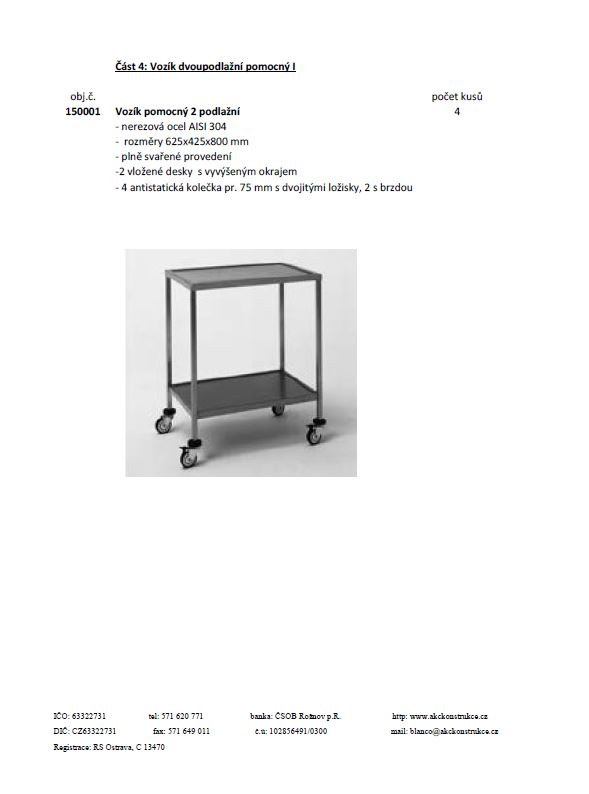 Část 4: Vozík dvoupodlažní pomocný I
obj.č. počet kusů
150001 Vozík pomocný 2 podlažní 4
- nerezová ocel AISI 304
- rozměry 625x425x800 mm
- plně svařené provedení
-2 vložené desky s vyvýšeným okrajem
- 4 antistatická kolečka pr. 75 mm s dvojitými ložisky, 2 s brzdou
IČO: 63322731 tel: 571 620 771 banka: ČSOB Rožnov p.R. http: www.akckonstrukce.cz
DIČ: CZ63322731 fax: 571 649 011 č.u: 102856491/0300 mail: blanco@akckonstrukce.cz
Registrace: RS Ostrava, C 13470